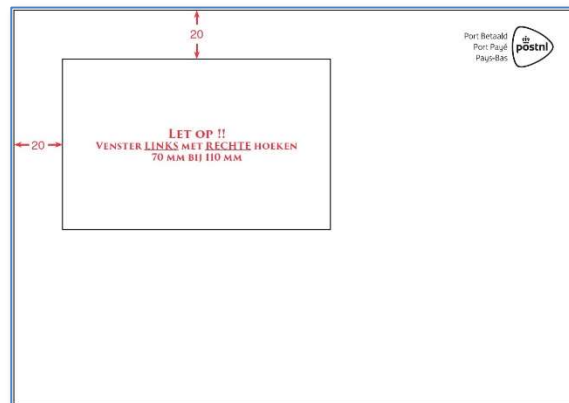 20
Port Betaald
Port Payé
Pays-Bas
postnl
20
LET OP !!
VENSTER LINKS MET RECHTE HOEKEN
70 MM BIJ 110 MM